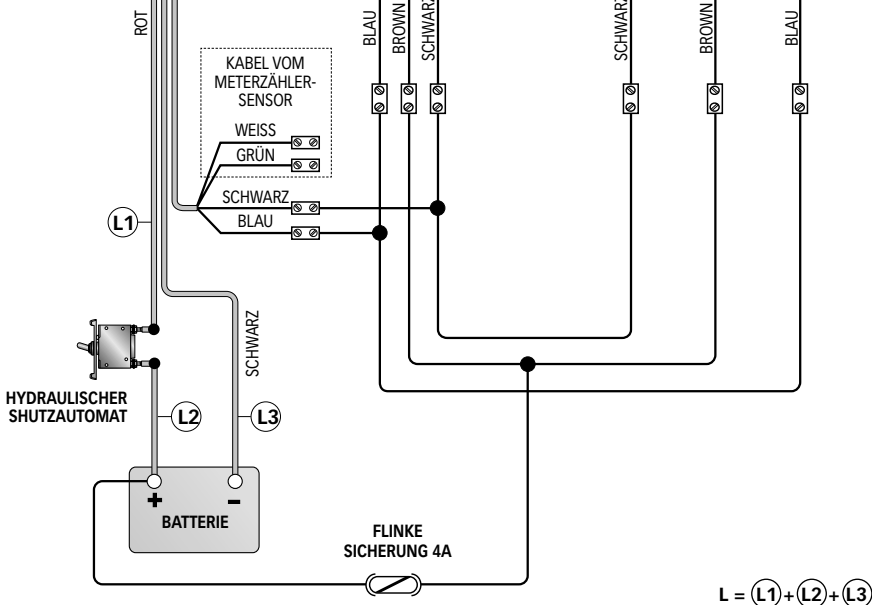 ROT
BLAU
BROWN
SCHWARZ
SCHWARZ
BROWN
BLAU
KABEL VOM
METERZÄHLER-
SENSOR
WEISS
GRÜN
SCHWARZ
BLAU
L1
SCHWARZ
HYDRAULISCHER
SHUTZAUTOMAT
L2
L3
+
–
BATTERIE
FLINKE
SICHERUNG 4A
L = L1 + L2 + L3